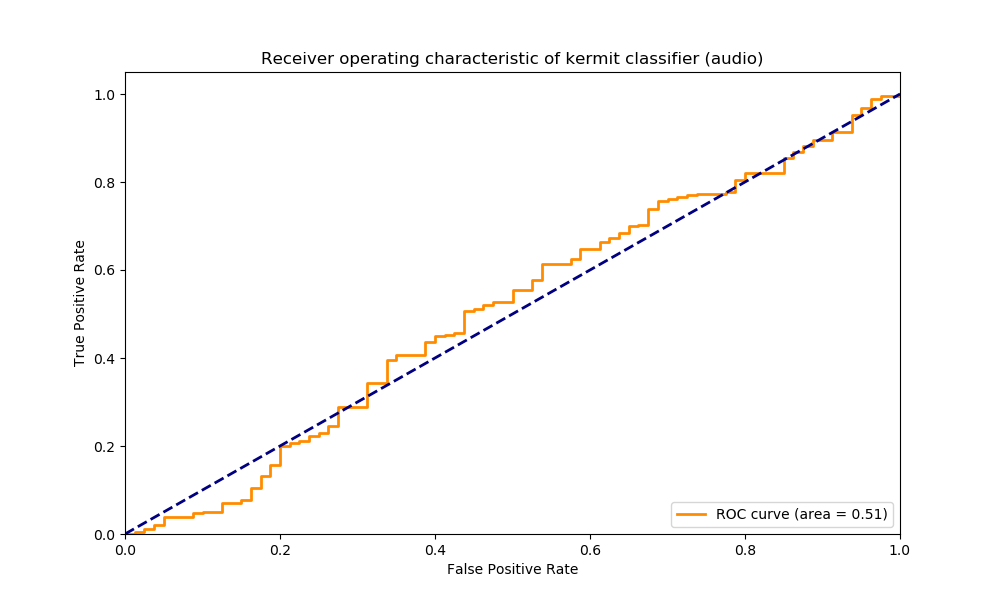 Receiver operating characteristic of kermit classifier (audio)
1.0
0.8
0.6
0.4
0.2
0.0
True Positive Rate
ROC curve (area = 0.51)
0.0 0.2 0.4 0.6 0.8 1.0
False Positive Rate